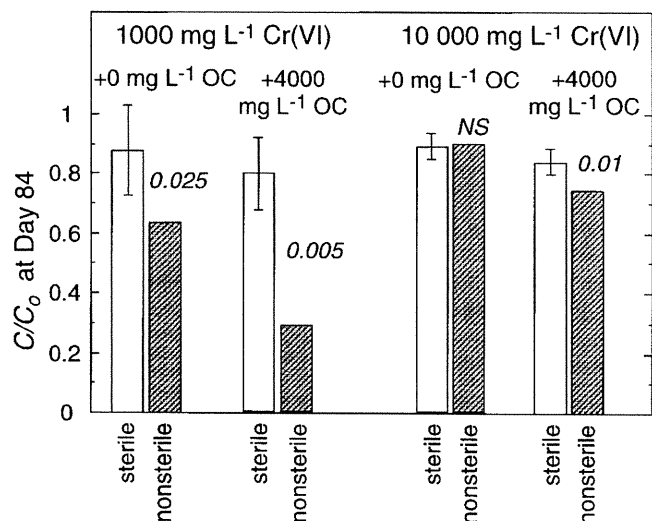 1000 mg L⁻¹ Cr(VI) 10 000 mg L⁻¹ Cr(VI)
+0 mg L⁻¹ OC +4000 mg L⁻¹ OC +0 mg L⁻¹ OC +4000 mg L⁻¹ OC
NS
0.025 0.01
0.005
1
0.8
0.6
0.4
0.2
0
C/Cₒ at Day 84
sterile
nonsterile
sterile
nonsterile
sterile
nonsterile
sterile
nonsterile